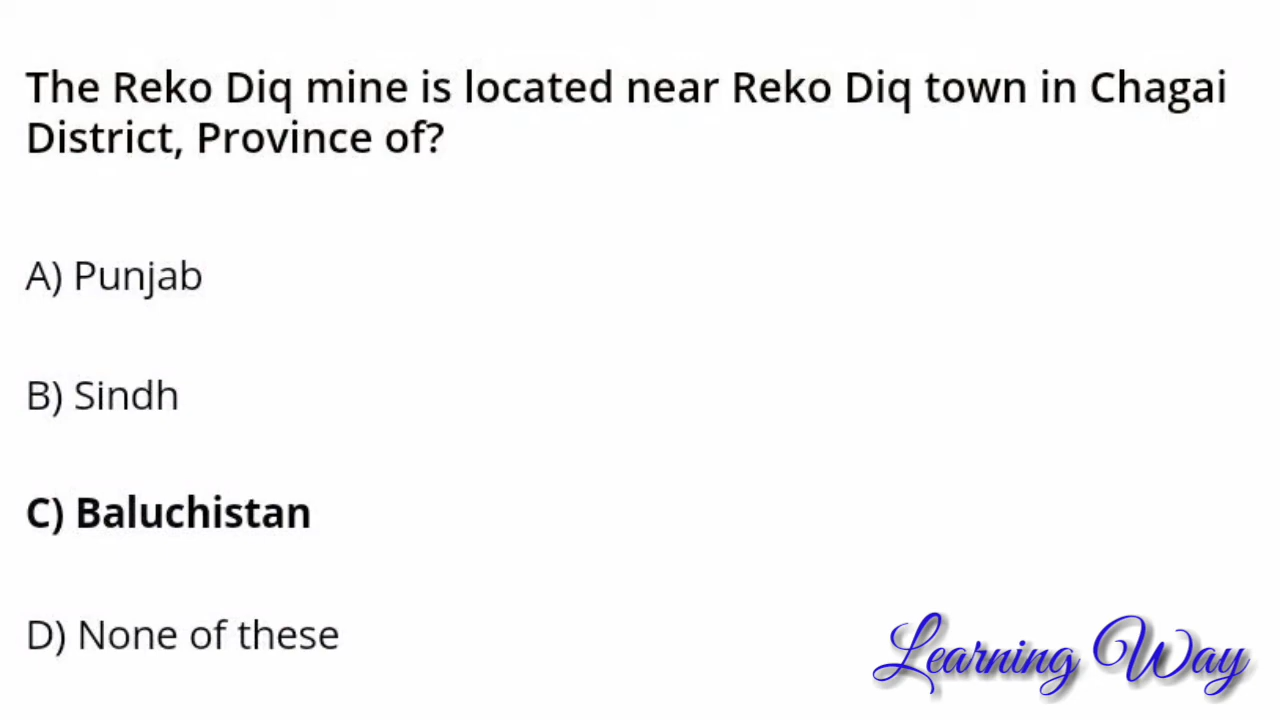 The Reko Diq mine is located near Reko Diq town in Chagai
District, Province of?
A) Punjab
B) Sindh
C) Baluchistan
D) None of these
Learning Way